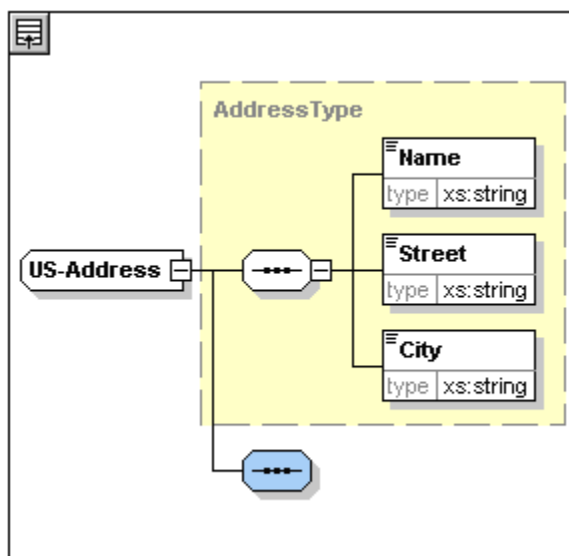 AddressType
Name
type xs:string
US-Address
Street
type xs:string
City
type xs:string